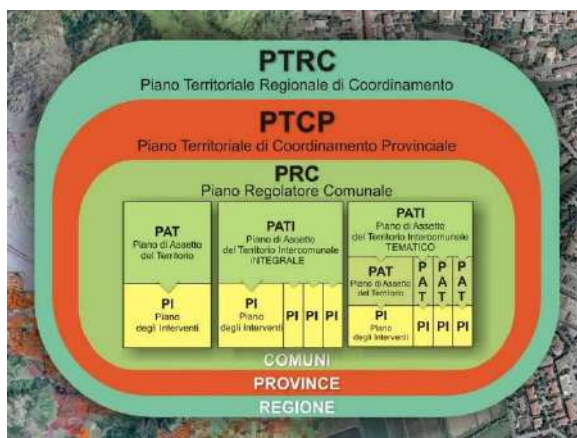 PTRC
Piano Territoriale Regionale di Coordinamento
PTCP
Piano Territoriale di Coordinamento Provinciale
PRC
Piano Regolatore Comunale
PAT
Piano di Assetto
del Territorio
PI
Piano
degli Interventi
PATI
Piano di Assetto
del Territorio Intercomunale
INTEGRALE
PI
Piano
degli Interventi
PI PI PI
PATI
Piano di Assetto
del Territorio Intercomunale
TEMATICO
PAT
Piano di Assetto
del Territorio
PAT PAT PAT
PI
Piano
degli Interventi
PI PI PI
COMUNI
PROVINCE
REGIONE